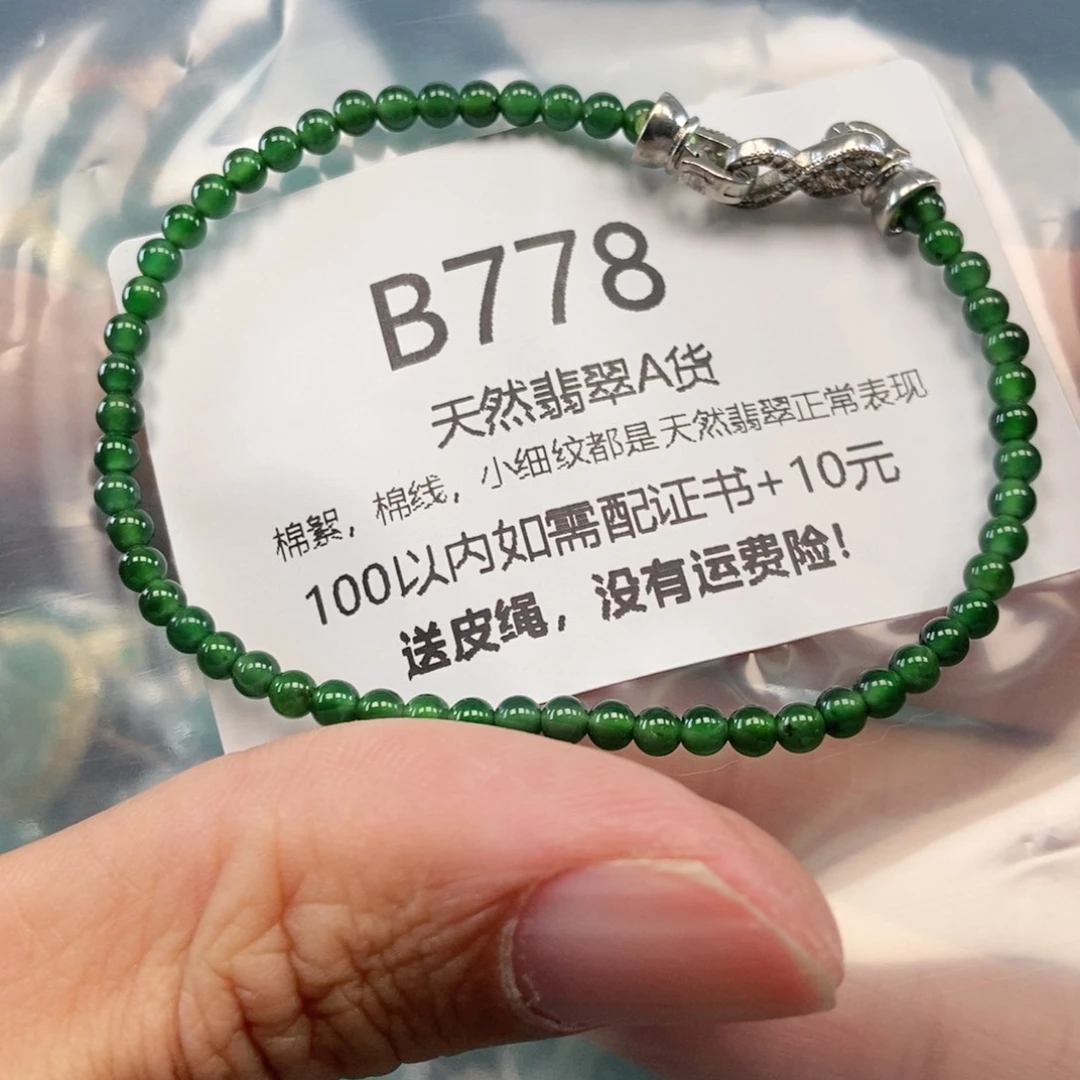 B778
天然翡翠A货
棉絮，棉线，小细纹都是天然翡翠正常表现
100以内如需配证书+10元
送皮绳，没有运费险！